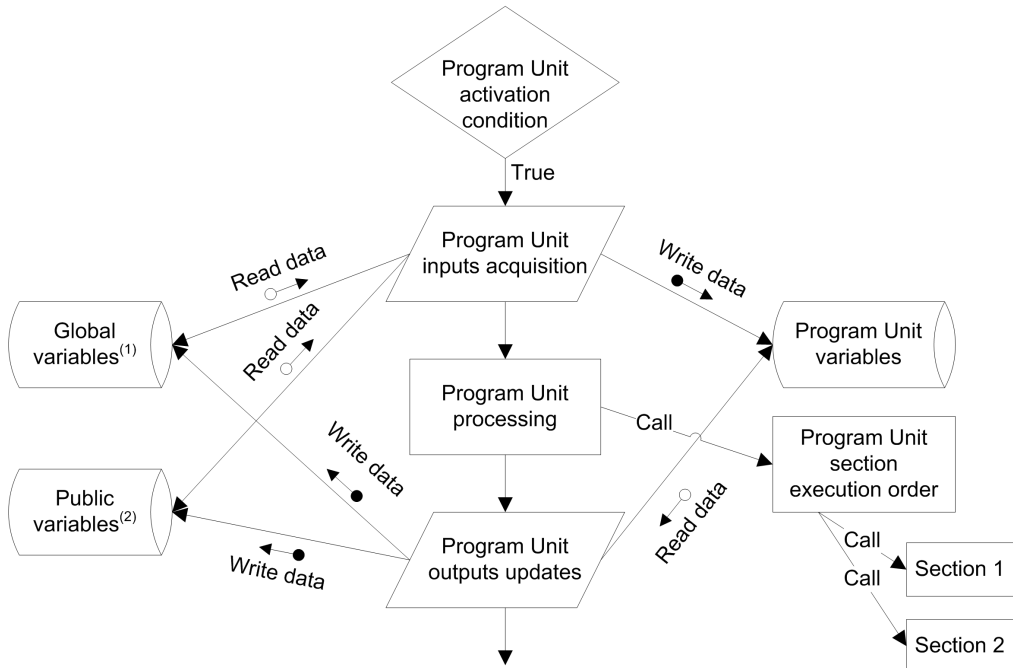 Program Unit
activation
condition
True
Program Unit
inputs acquisition
Read data
Write data
Global
variables(1)
Read data
Program Unit
variables
Program Unit
processing
Call
Program Unit
section
execution order
Write data
Public
variables(2)
Write data
Program Unit
outputs updates
Read data
Call
Section 1
Call
Section 2